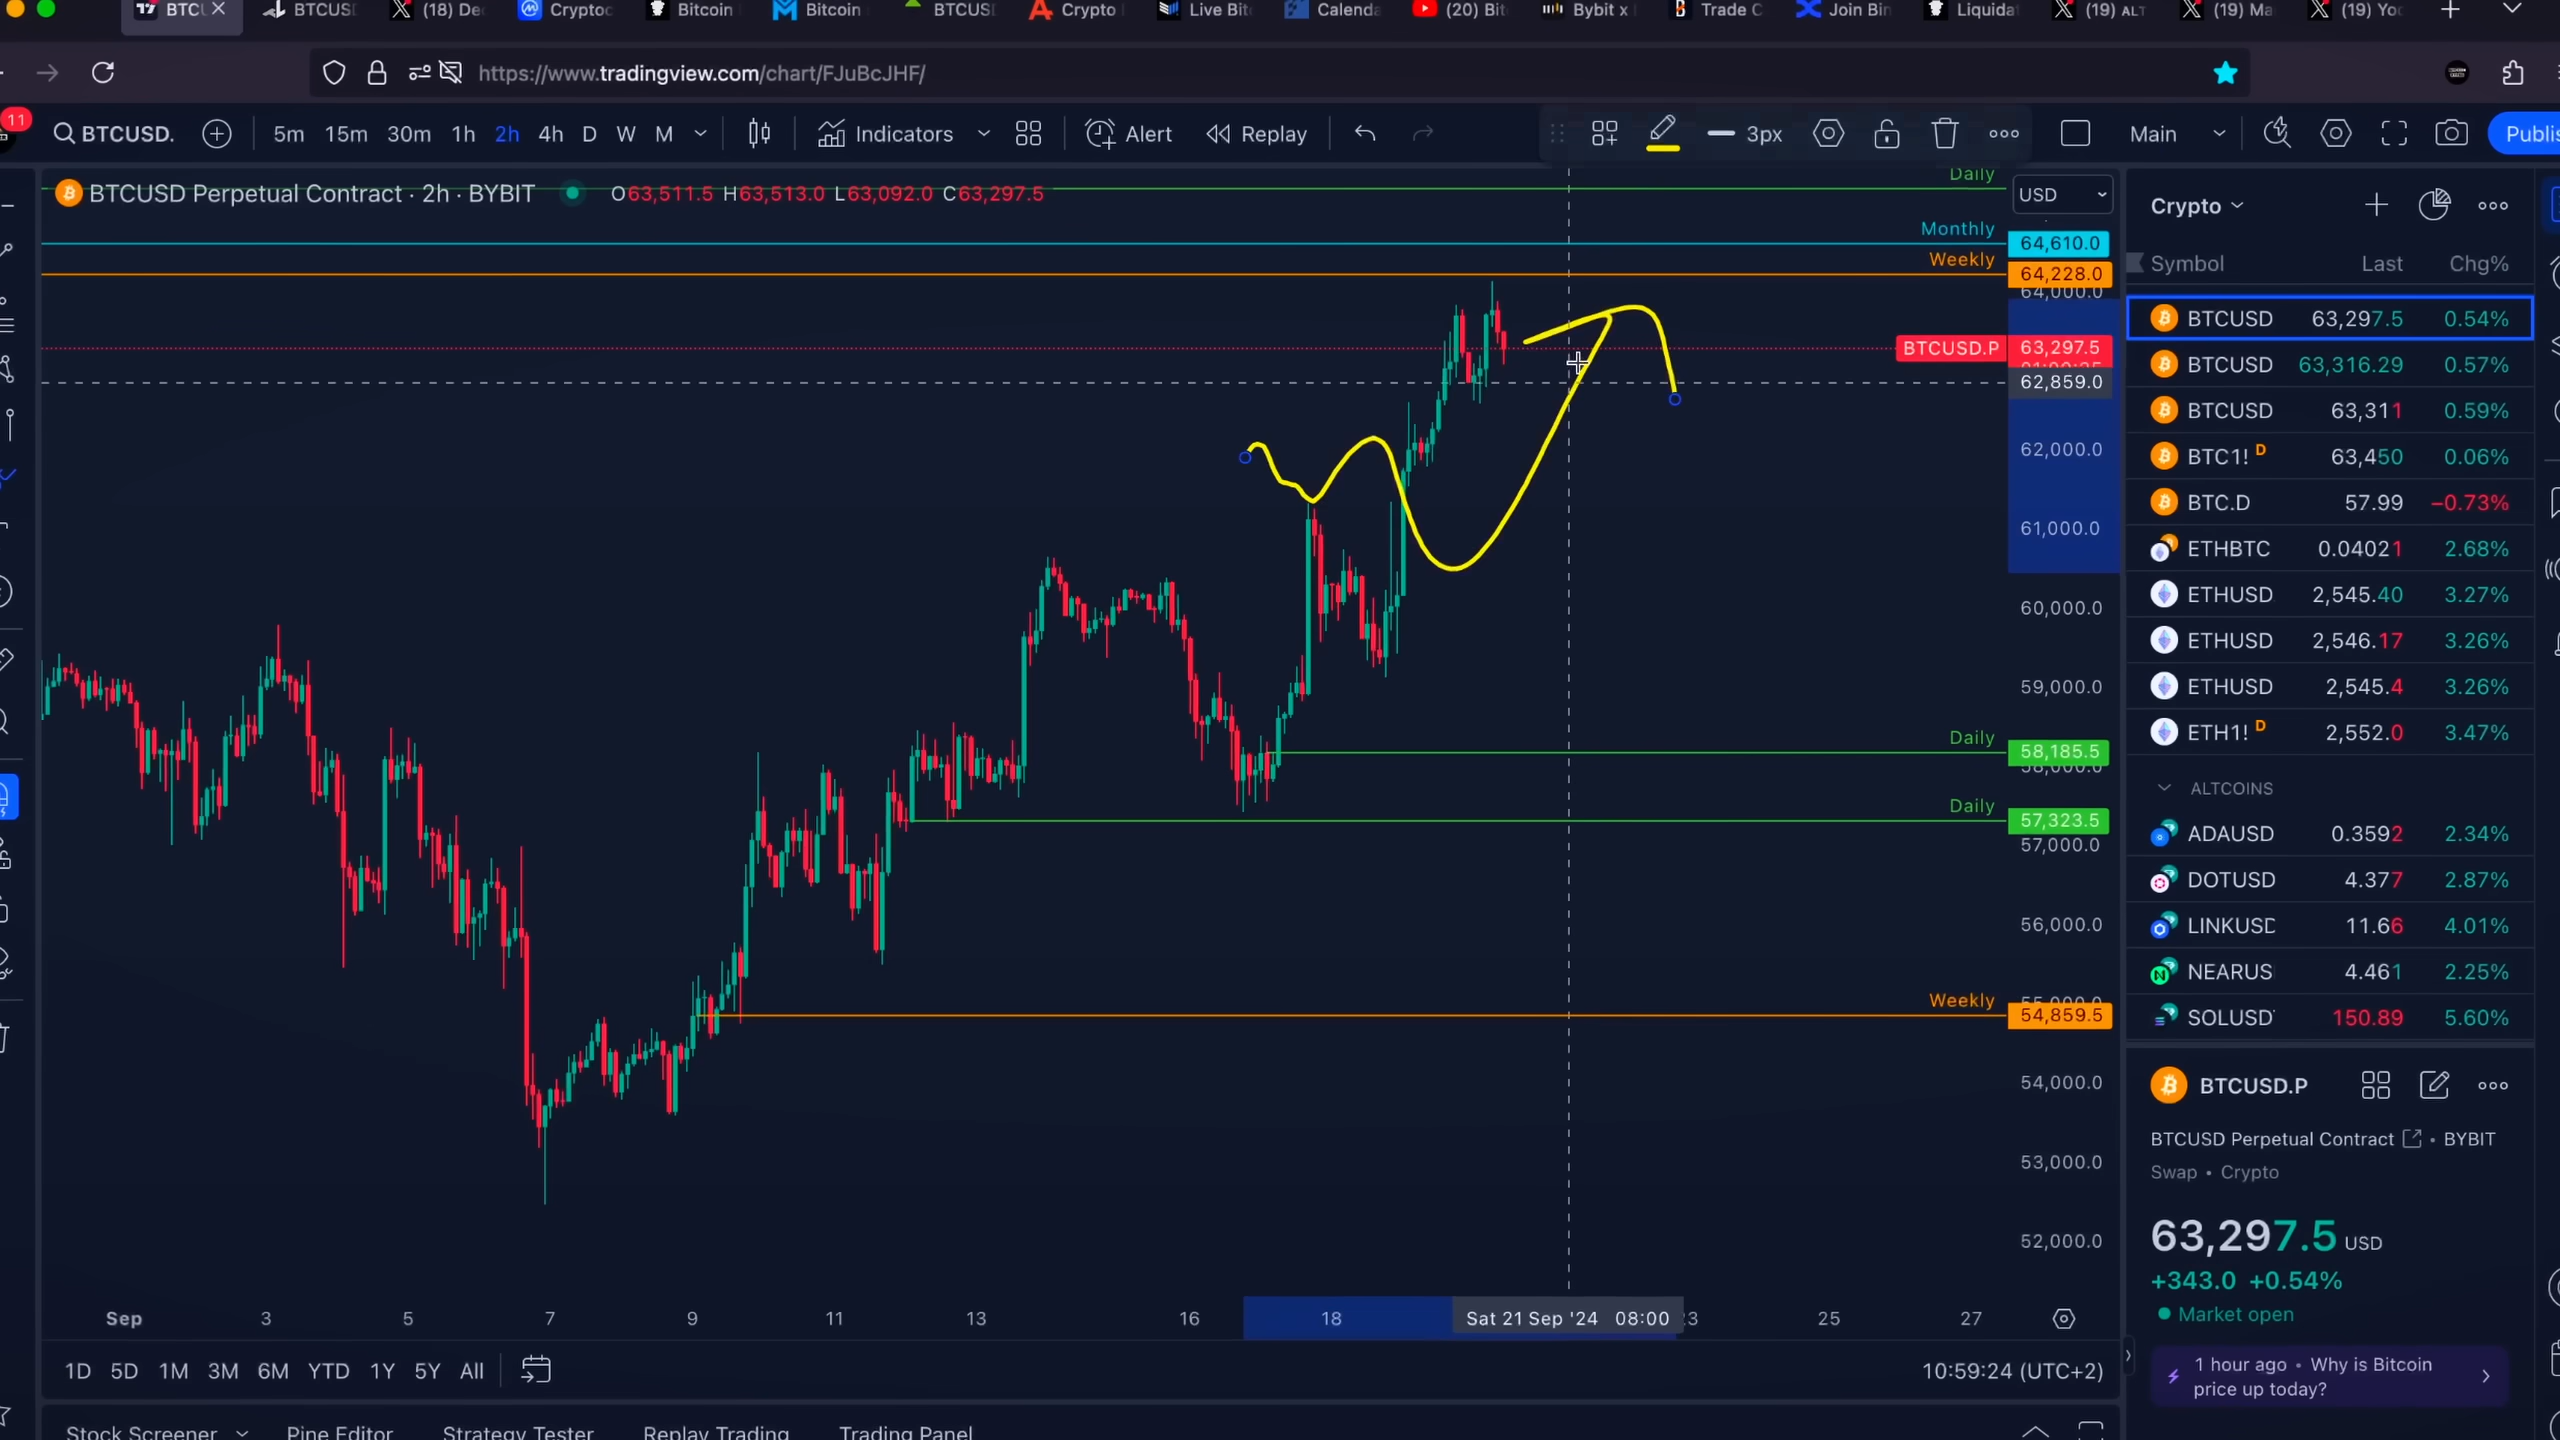 BTCU
BTCUS
(18) De
Crypto
Bitcoin
Bitcoin
BTCUS
Crypto
Live Bit
Calenda
(20) Bit
Bybit x
Trade C
Join Bin
Liquida
(19) ALT
(19) Ma
(19) Yo
https://www.tradingview.com/chart/FJuBcJHF/
11
BTCUSD.
5m 15m 30m 1h 2h 4h D W M
Indicators
Alert
Replay
3px
Main
Publis
BTCUSD Perpetual Contract · 2h · BYBIT
O63,511.5 H63,513.0 L63,092.0 C63,297.5
Daily
USD
Monthly
64,610.0
Weekly
64,228.0
64,000.0
BTCUSD.P
63,297.5
62,859.0
62,000.0
61,000.0
60,000.0
59,000.0
Daily
58,185.5
58,000.0
Daily
57,323.5
57,000.0
56,000.0
Weekly
55,000.0
54,859.5
54,000.0
53,000.0
52,000.0
Sep 3 5 7 9 11 13 16 18 Sat 21 Sep '24 08:00 3 25 27
1D 5D 1M 3M 6M YTD 1Y 5Y All
10:59:24 (UTC+2)
Stock Screener
Pine Editor
Strategy Tester
Replay Trading
Trading Panel
Crypto
Symbol Last Chg%
BTCUSD 63,297.5 0.54%
BTCUSD 63,316.29 0.57%
BTCUSD 63,311 0.59%
BTC1! D 63,450 0.06%
BTC.D 57.99 −0.73%
ETHBTC 0.04021 2.68%
ETHUSD 2,545.40 3.27%
ETHUSD 2,546.17 3.26%
ETHUSD 2,545.4 3.26%
ETH1! D 2,552.0 3.47%
ALTCOINS
ADAUSD 0.3592 2.34%
DOTUSD 4.377 2.87%
LINKUSD 11.66 4.01%
NEARUS 4.461 2.25%
SOLUSD 150.89 5.60%
BTCUSD.P
BTCUSD Perpetual Contract • BYBIT
Swap • Crypto
63,297.5 USD
+343.0 +0.54%
Market open
1 hour ago • Why is Bitcoin
price up today?